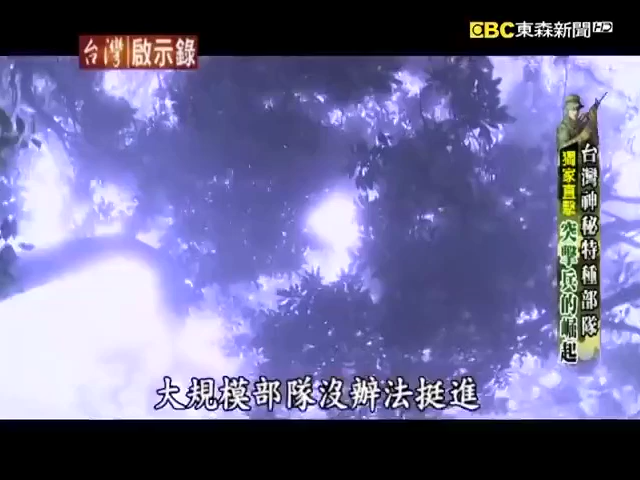 台灣啟示錄
CBC東森新聞HD
台灣神秘特種部隊
獨家直擊 突擊兵的崛起
大規模部隊沒辦法挺進